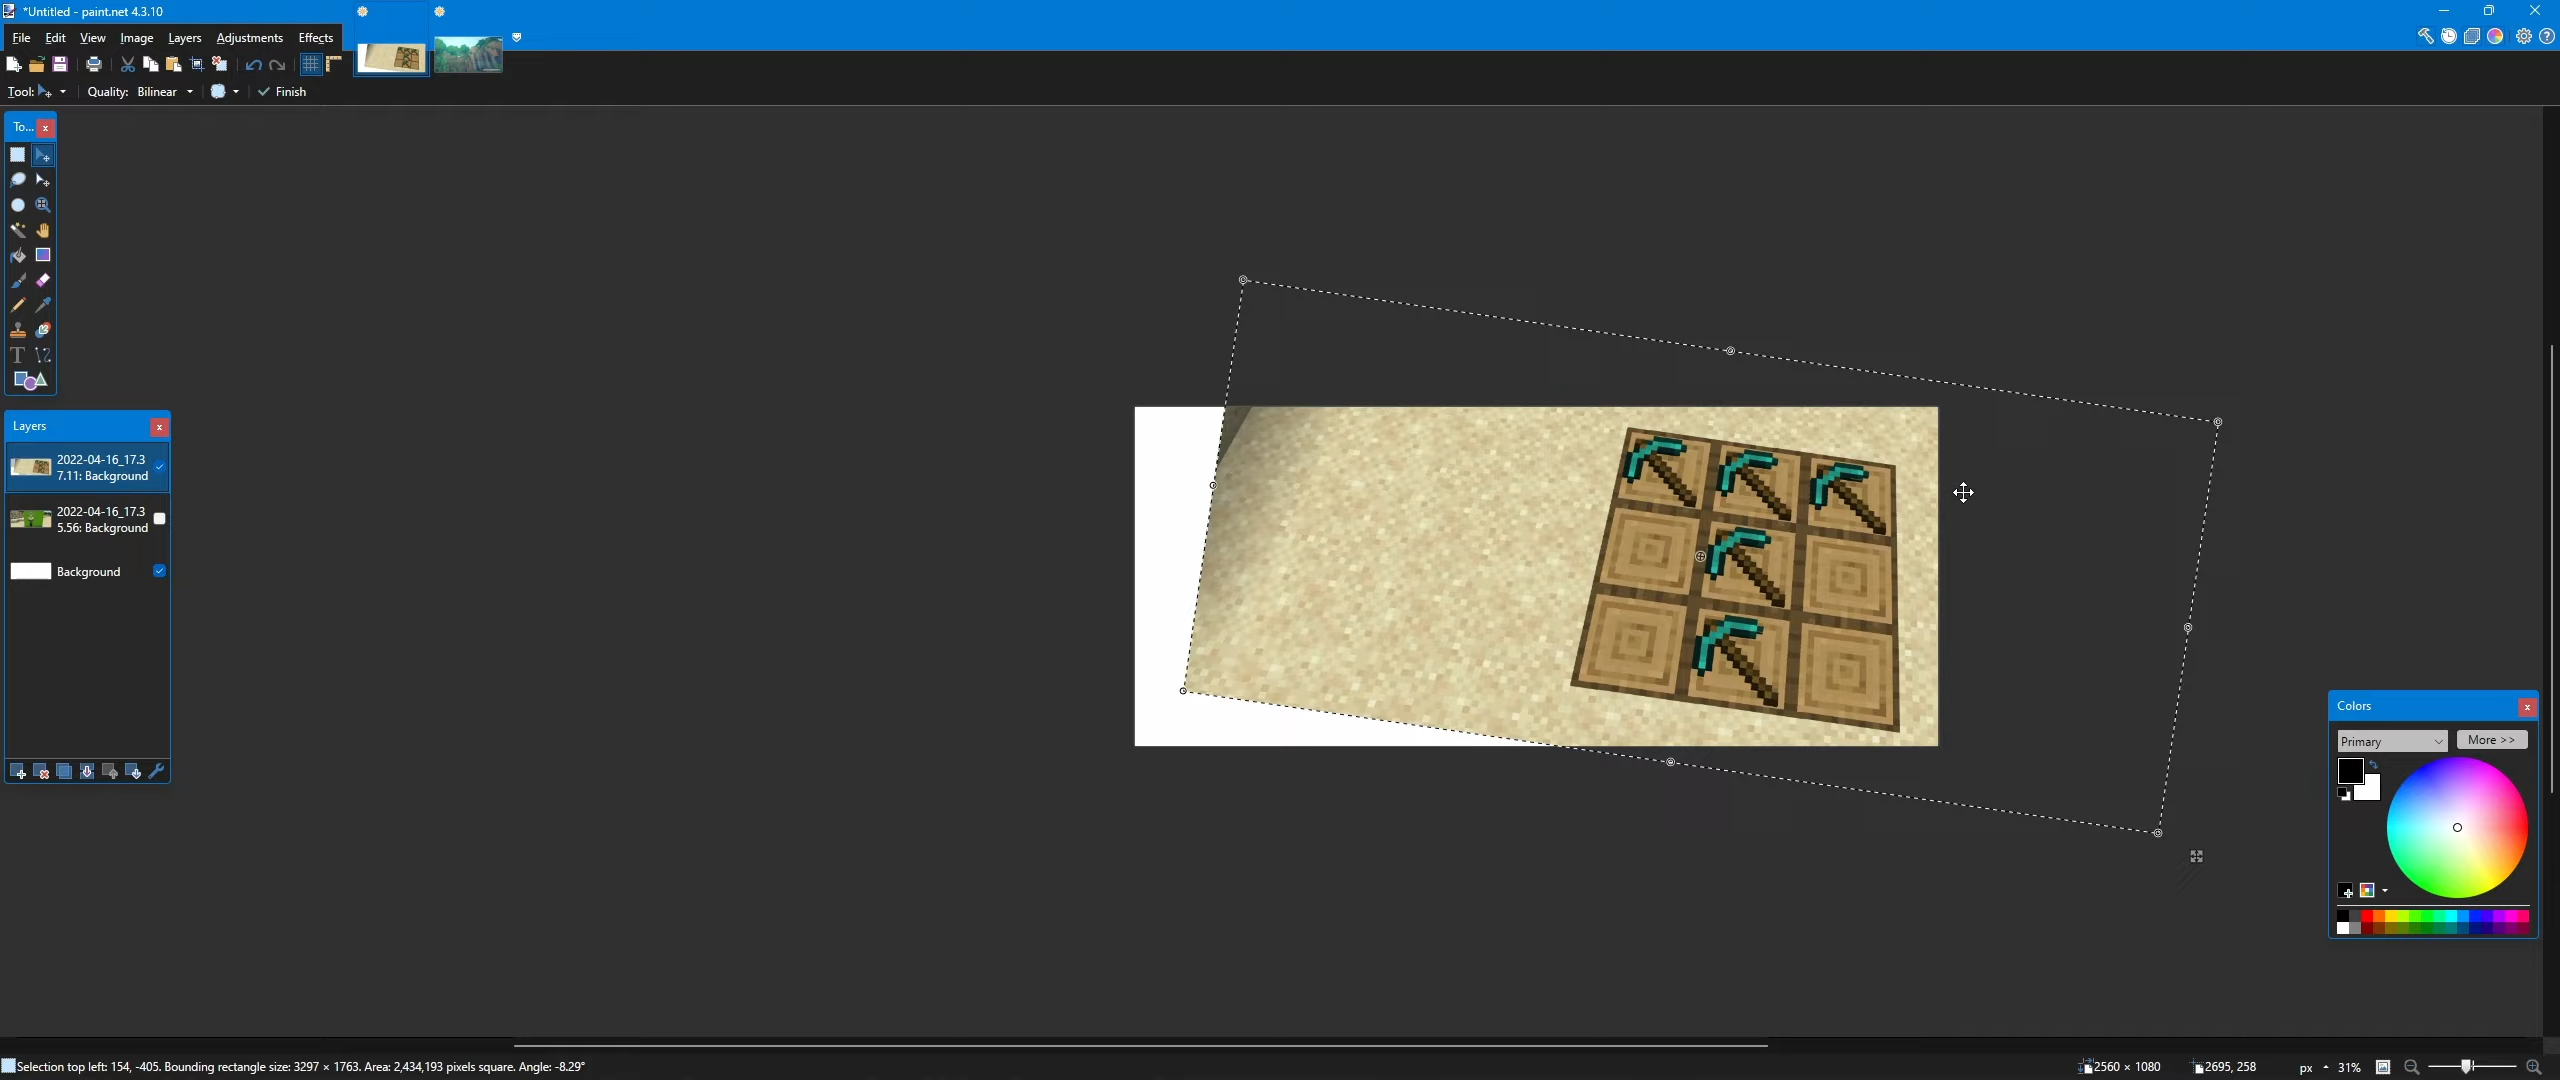 *Untitled - paint.net 4.3.10
File Edit View Image Layers Adjustments Effects
Tool: Quality: Bilinear Finish
To...
Layers
2022-04-16_17.3
7.11: Background
2022-04-16_17.3
5.56: Background
Background
Colors
Primary More >>
Selection top left: 154, -405. Bounding rectangle size: 3297 × 1763. Area: 2,434,193 pixels square. Angle: -8.29° 2560 × 1080 2695, 258 px 31%